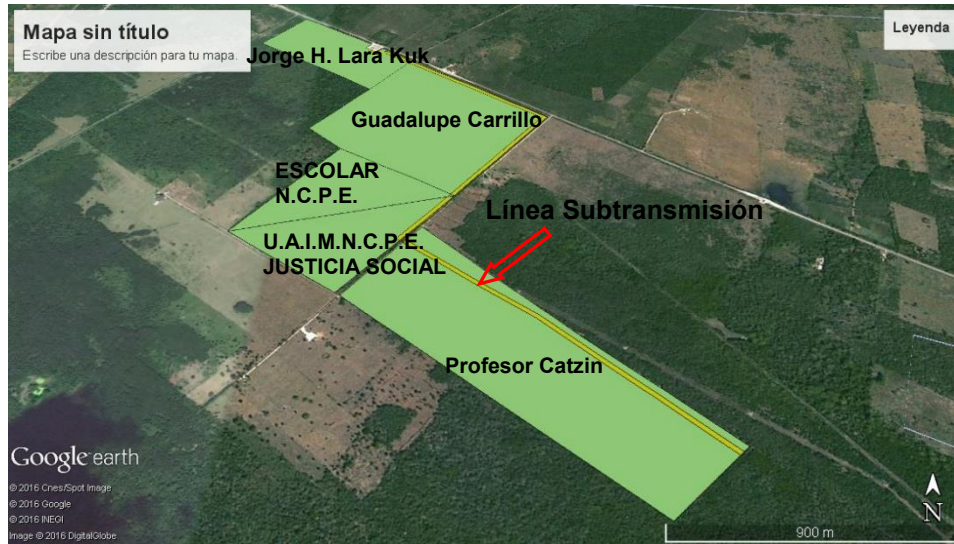 Mapa sin título
Escribe una descripción para tu mapa.
Leyenda
Jorge H. Lara Kuk
Guadalupe Carrillo
ESCOLAR
N.C.P.E.
Línea Subtransmisión
U.A.I.M.N.C.P.E.
JUSTICIA SOCIAL
Profesor Catzin
Google earth
© 2016 Cnes/Spot Image
© 2016 Google
© 2016 INEGI
Image © 2016 DigitalGlobe
N
900 m